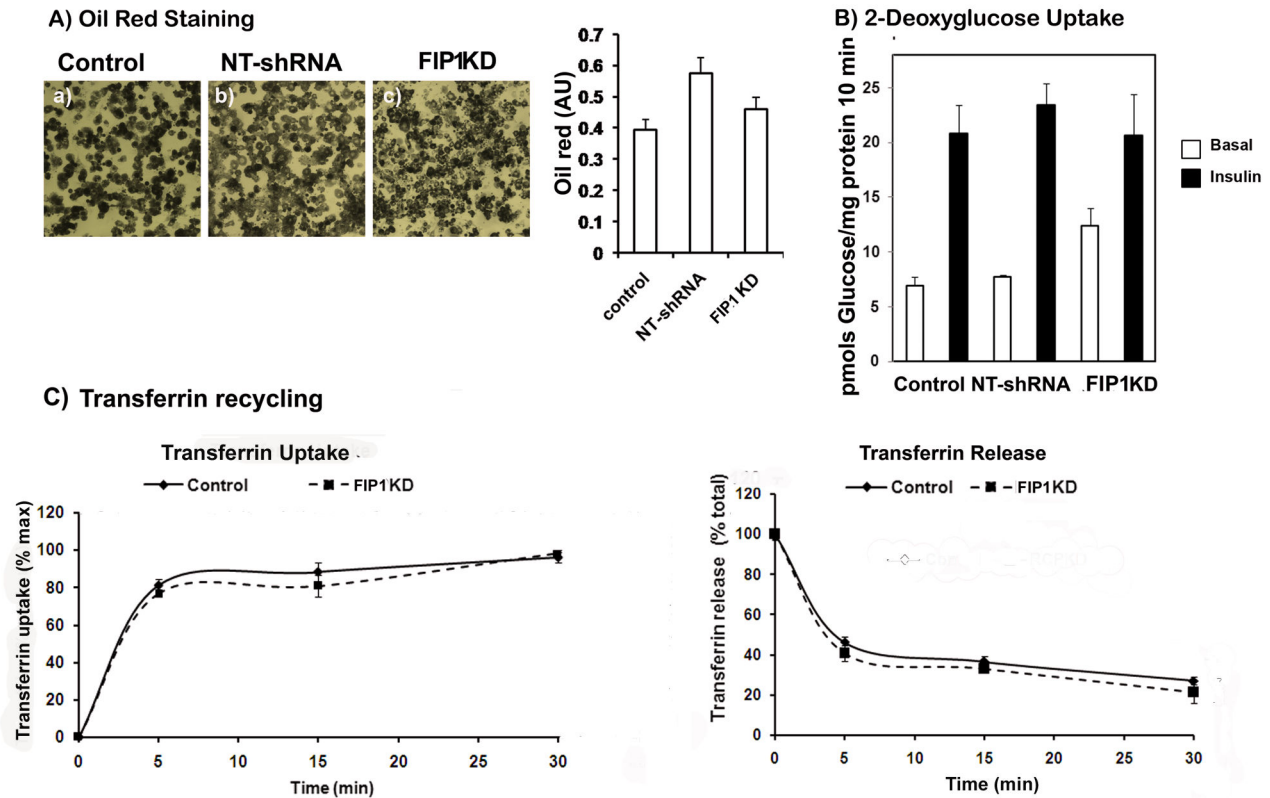 A) Oil Red Staining
Control NT-shRNA FIP1KD
a) b) c)
Oil red (AU)
0.7
0.6
0.5
0.4
0.3
0.2
0.1
0
control NT-shRNA FIP1KD
B) 2-Deoxyglucose Uptake
pmols Glucose/mg protein 10 min
25
20
15
10
5
0
Control NT-shRNA .FIP1KD
Basal
Insulin
C) Transferrin recycling
Transferrin Uptake
Control FIP1KD
Transferrin uptake (% max)
120
100
80
60
40
20
0
0 5 10 15 20 25 30
Time (min)
Transferrin Release
Control FIP1KD
Transferrin release (% total)
120
100
80
60
40
20
0
0 5 10 15 20 25 30
Time (min)